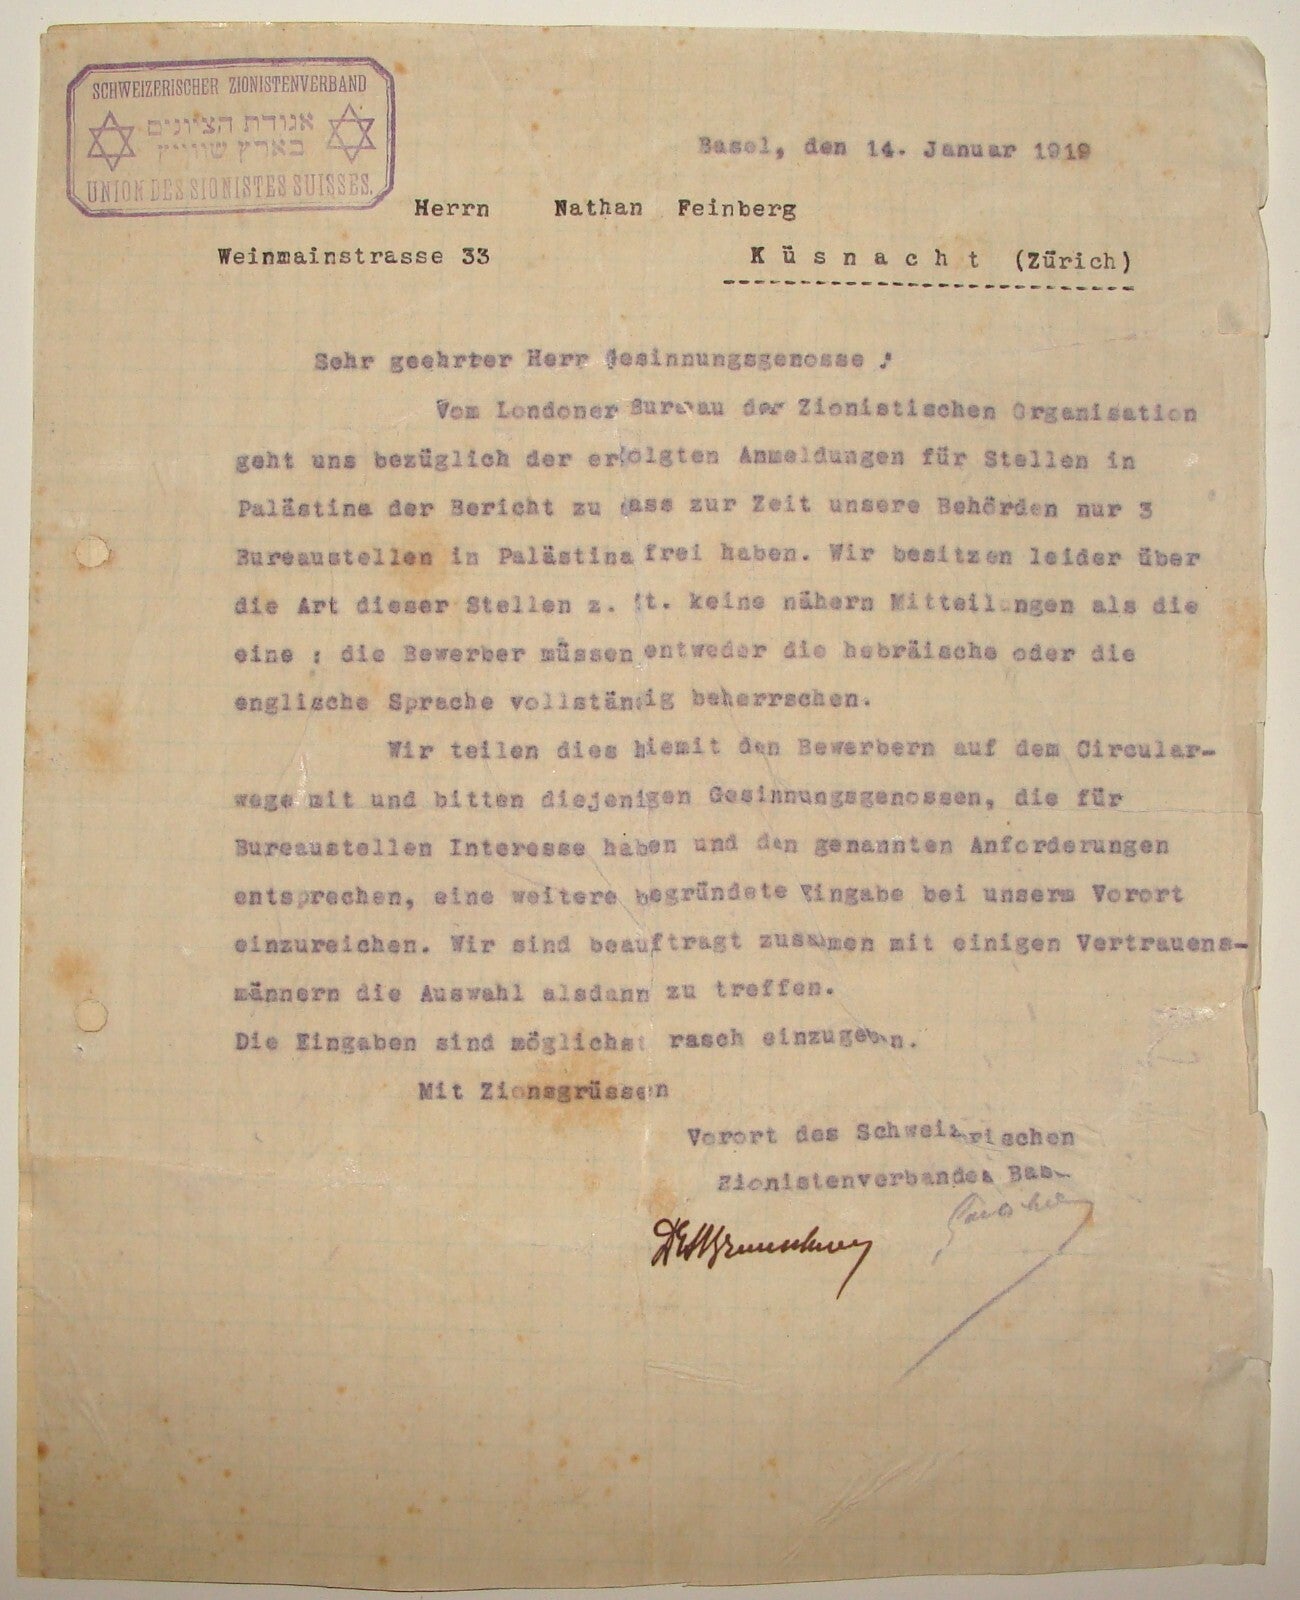 SCHWEIZERISCHER ZIONISTENVERBAND
אגודת הציונים
בארץ שווייץ
UNION DES SIONISTES SUISSES.
Basel, den 14. Januar 1919
Herrn Nathan Feinberg
Weinmainstrasse 33
Küsnacht (Zürich)
Sehr geehrter Herr Gesinnungsgenosse !
Vom Londoner Bureau der Zionistischen Organisation
geht uns bezüglich der erfolgten Anmeldungen für Stellen in
Palästina der Bericht zu dass zur Zeit unsere Behörden nur 3
Bureaustellen in Palästina frei haben. Wir besitzen leider über
die Art dieser Stellen z. Zt. keine nähern Mitteilungen als die
eine : die Bewerber müssen entweder die hebräische oder die
englische Sprache vollständig beherrschen.
Wir teilen dies hiemit den Bewerbern auf dem Circular-
wege mit und bitten diejenigen Gesinnungsgenossen, die für
Bureaustellen Interesse haben und den genannten Anforderungen
entsprechen, eine weitere begründete Eingabe bei unserm Vorort
einzureichen. Wir sind beauftragt zusammen mit einigen Vertrauens-
männern die Auswahl alsdann zu treffen.
Die Eingaben sind möglichst rasch einzugeben.
Mit Zionsgrüssen
Vorort des Schweizerischen
Zionistenverbandes